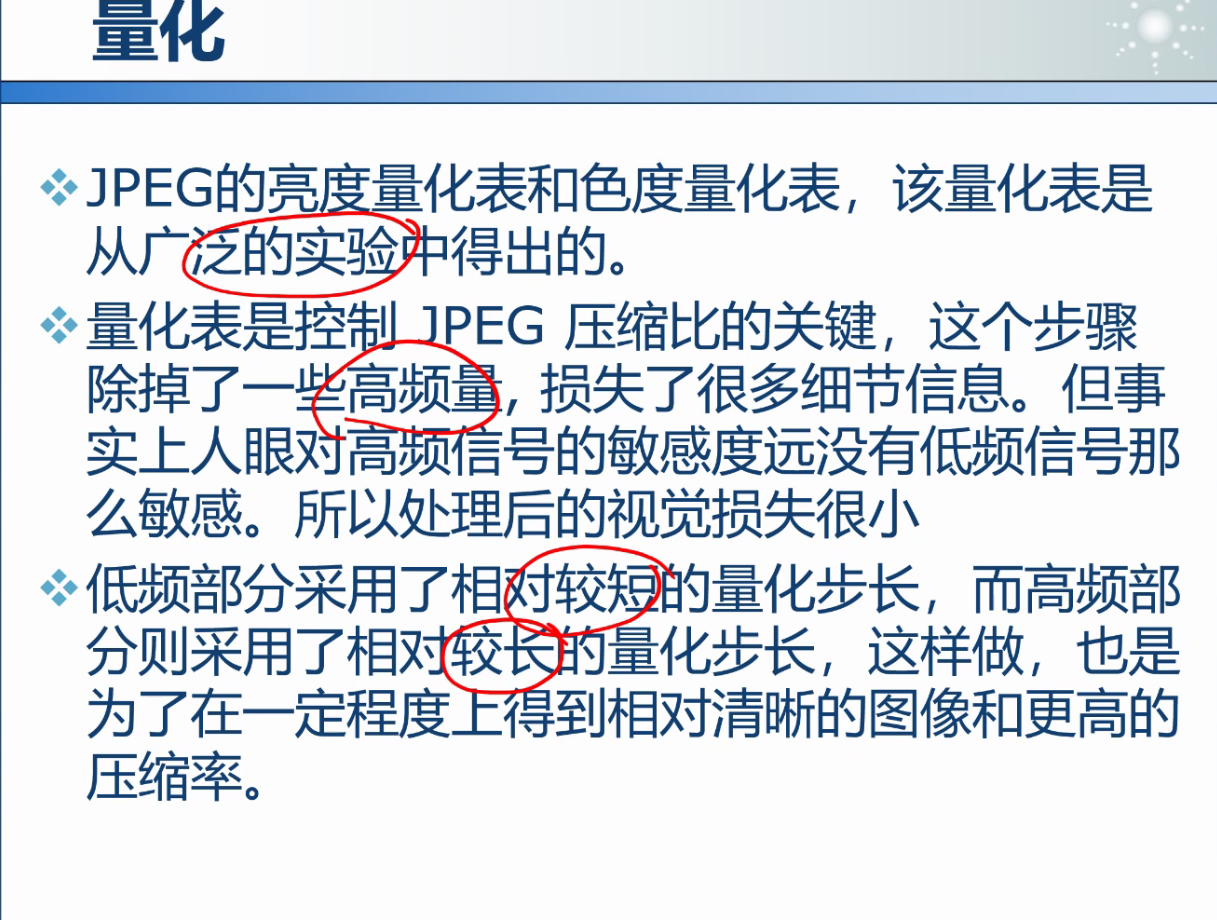 量化
JPEG的亮度量化表和色度量化表，该量化表是
从广泛的实验中得出的。
量化表是控制 JPEG 压缩比的关键，这个步骤
除掉了一些高频量, 损失了很多细节信息。但事
实上人眼对高频信号的敏感度远没有低频信号那
么敏感。所以处理后的视觉损失很小
低频部分采用了相对较短的量化步长，而高频部
分则采用了相对较长的量化步长，这样做，也是
为了在一定程度上得到相对清晰的图像和更高的
压缩率。